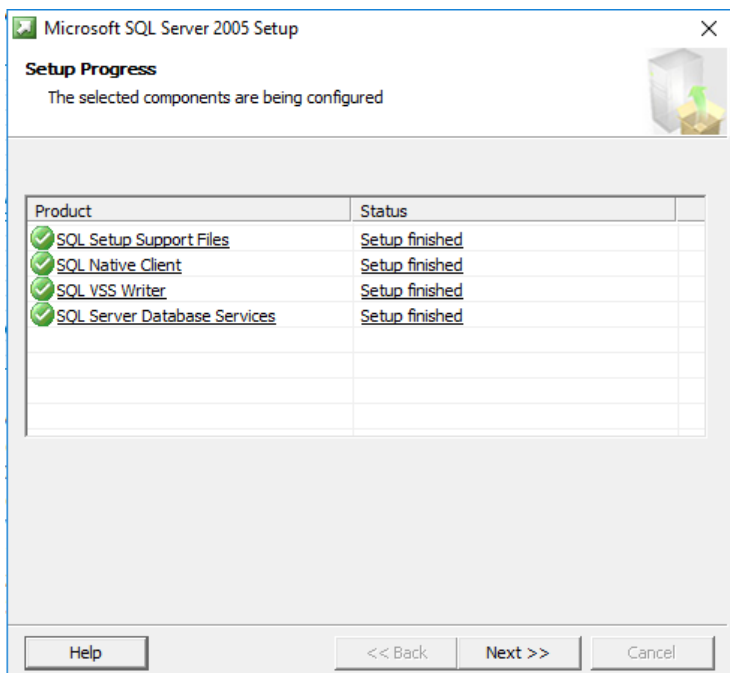 Microsoft SQL Server 2005 Setup
Setup Progress
The selected components are being configured
Product Status
SQL Setup Support Files Setup finished
SQL Native Client Setup finished
SQL VSS Writer Setup finished
SQL Server Database Services Setup finished
Help << Back Next >> Cancel